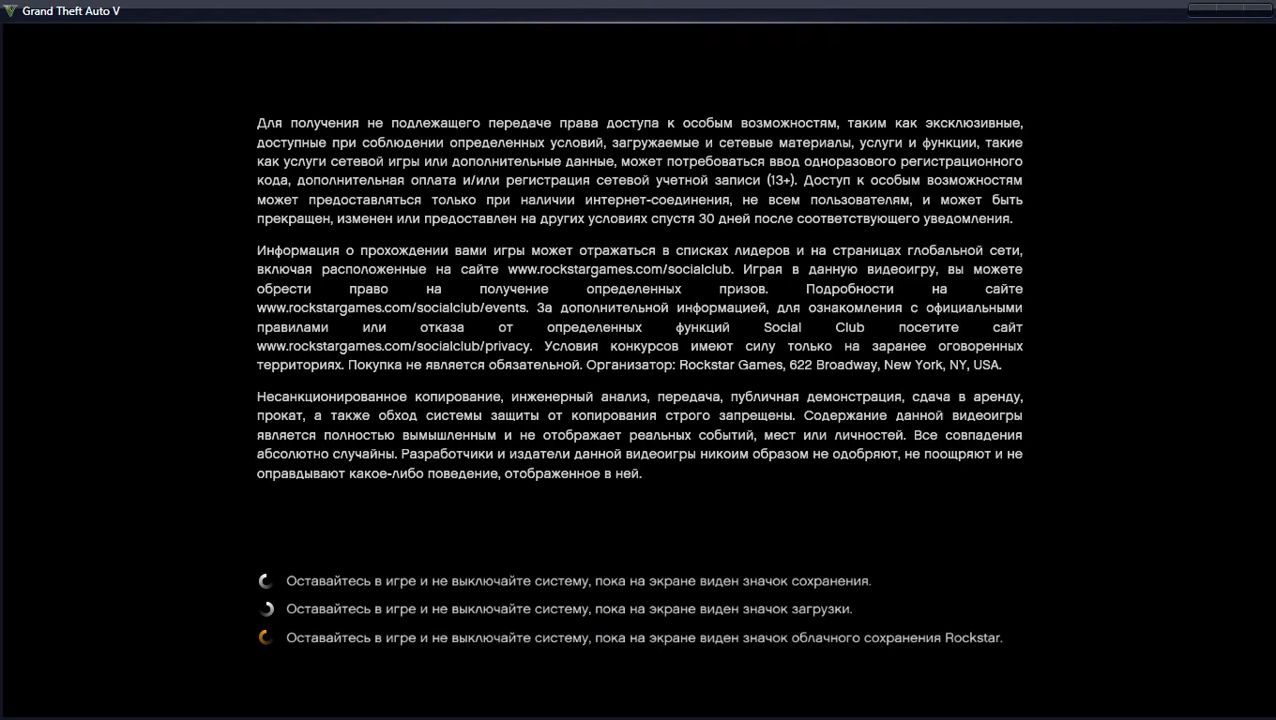 Grand Theft Auto V
Для получения не подлежащего передаче права доступа к особым возможностям, таким как эксклюзивные,
доступные при соблюдении определенных условий, загружаемые и сетевые материалы, услуги и функции, такие
как услуги сетевой игры или дополнительные данные, может потребоваться ввод одноразового регистрационного
кода, дополнительная оплата и/или регистрация сетевой учетной записи (13+). Доступ к особым возможностям
может предоставляться только при наличии интернет-соединения, не всем пользователям, и может быть
прекращен, изменен или предоставлен на других условиях спустя 30 дней после соответствующего уведомления.
Информация о прохождении вами игры может отражаться в списках лидеров и на страницах глобальной сети,
включая расположенные на сайте www.rockstargames.com/socialclub. Играя в данную видеоигру, вы можете
обрести право на получение определенных призов. Подробности на сайте
www.rockstargames.com/socialclub/events. За дополнительной информацией, для ознакомления с официальными
правилами или отказа от определенных функций Social Club посетите сайт
www.rockstargames.com/socialclub/privacy. Условия конкурсов имеют силу только на заранее оговоренных
территориях. Покупка не является обязательной. Организатор: Rockstar Games, 622 Broadway, New York, NY, USA.
Несанкционированное копирование, инженерный анализ, передача, публичная демонстрация, сдача в аренду,
прокат, а также обход системы защиты от копирования строго запрещены. Содержание данной видеоигры
является полностью вымышленным и не отображает реальных событий, мест или личностей. Все совпадения
абсолютно случайны. Разработчики и издатели данной видеоигры никоим образом не одобряют, не поощряют и не
оправдывают какое-либо поведение, отображенное в ней.
Оставайтесь в игре и не выключайте систему, пока на экране виден значок сохранения.
Оставайтесь в игре и не выключайте систему, пока на экране виден значок загрузки.
Оставайтесь в игре и не выключайте систему, пока на экране виден значок облачного сохранения Rockstar.